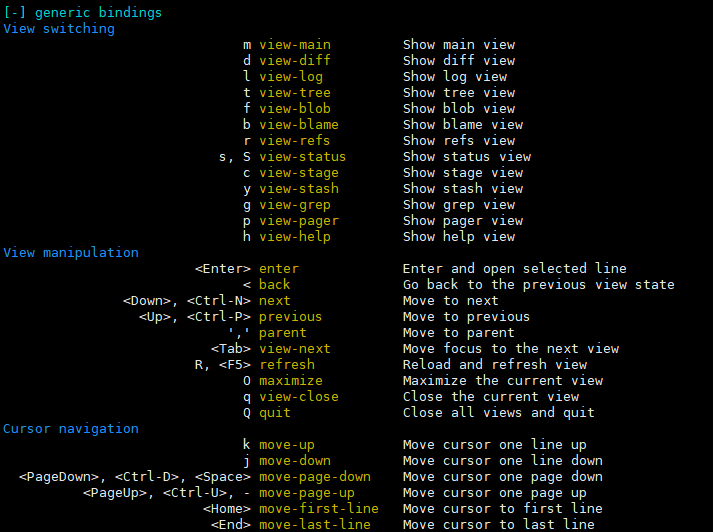 [-] generic bindings
View switching
m view-main Show main view
d view-diff Show diff view
l view-log Show log view
t view-tree Show tree view
f view-blob Show blob view
b view-blame Show blame view
r view-refs Show refs view
s, S view-status Show status view
c view-stage Show stage view
y view-stash Show stash view
g view-grep Show grep view
p view-pager Show pager view
h view-help Show help view
View manipulation
<Enter> enter Enter and open selected line
< back Go back to the previous view state
<Down>, <Ctrl-N> next Move to next
<Up>, <Ctrl-P> previous Move to previous
',' parent Move to parent
<Tab> view-next Move focus to the next view
R, <F5> refresh Reload and refresh view
O maximize Maximize the current view
q view-close Close the current view
Q quit Close all views and quit
Cursor navigation
k move-up Move cursor one line up
j move-down Move cursor one line down
<PageDown>, <Ctrl-D>, <Space> move-page-down Move cursor one page down
<PageUp>, <Ctrl-U>, - move-page-up Move cursor one page up
<Home> move-first-line Move cursor to first line
<End> move-last-line Move cursor to last line